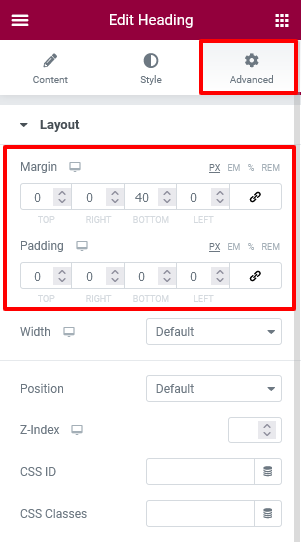 Edit Heading
Content Style Advanced
Layout
Margin PX EM % REM
0 0 40 0
TOP RIGHT BOTTOM LEFT
Padding PX EM % REM
0 0 0 0
TOP RIGHT BOTTOM LEFT
Width Default
Position Default
Z-Index
CSS ID
CSS Classes